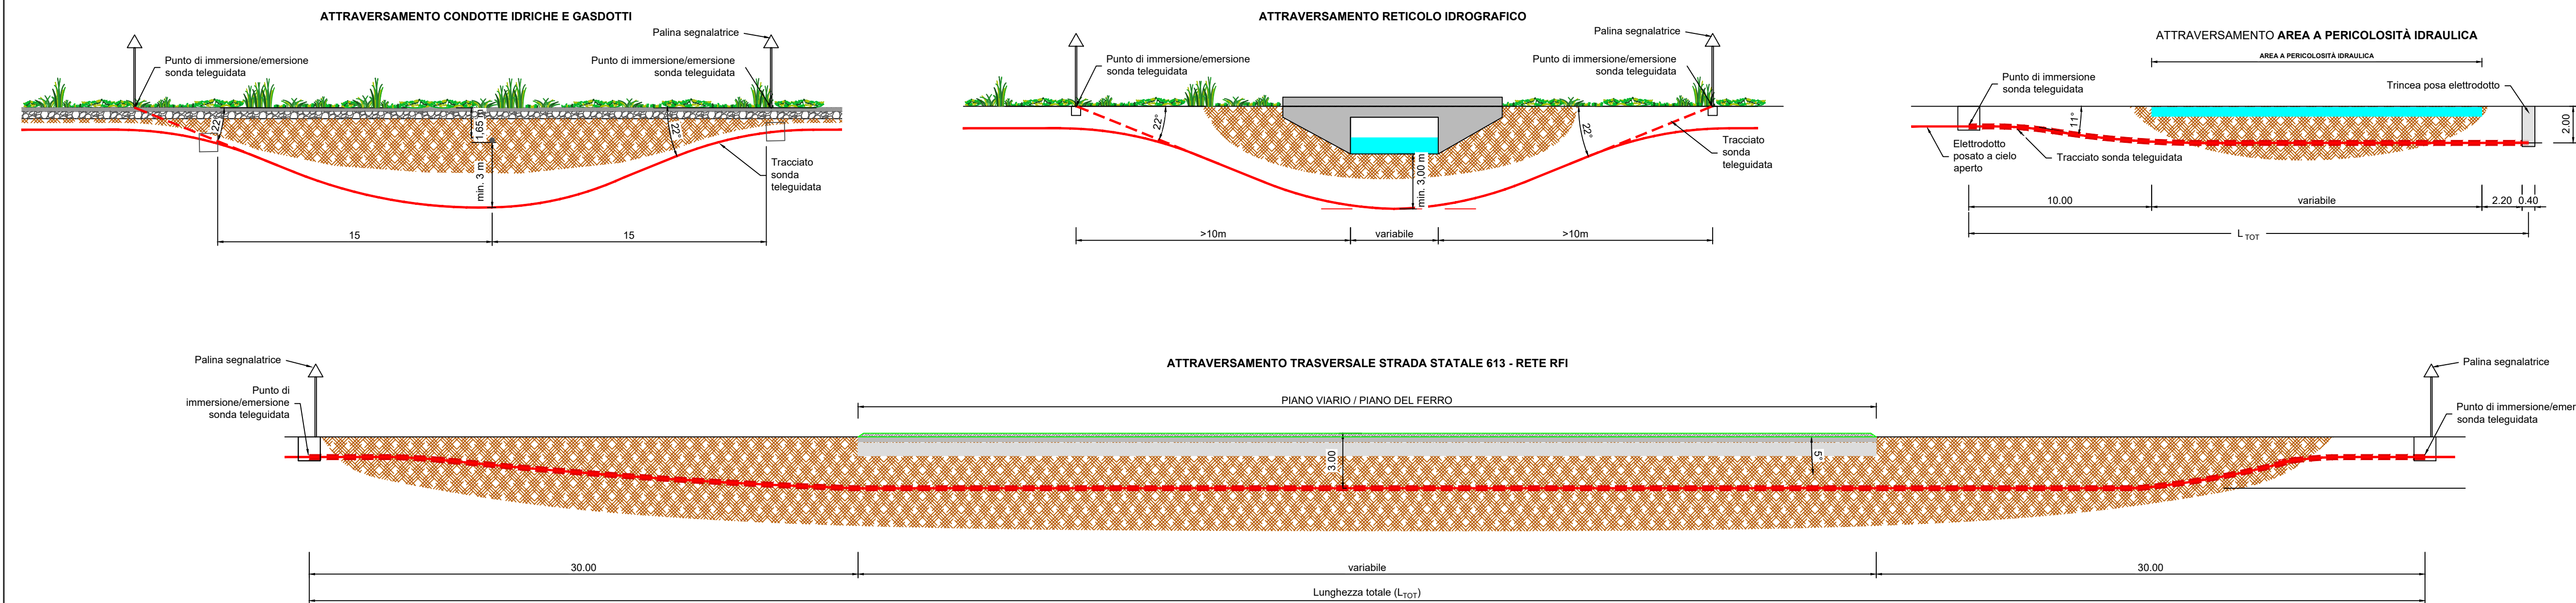 ATTRAVERSAMENTO CONDOTTE IDRICHE E GASDOTTI
Palina segnalatrice
Punto di immersione/emersione
sonda teleguidata
Punto di immersione/emersione
sonda teleguidata
22°
1,65 m
22°
min. 3 m
Tracciato
sonda
teleguidata
15
15
ATTRAVERSAMENTO RETICOLO IDROGRAFICO
Palina segnalatrice
Punto di immersione/emersione
sonda teleguidata
Punto di immersione/emersione
sonda teleguidata
22°
22°
min. 3,00 m
Tracciato
sonda
teleguidata
>10m
variabile
>10m
ATTRAVERSAMENTO AREA A PERICOLOSITÀ IDRAULICA
AREA A PERICOLOSITÀ IDRAULICA
Punto di immersione
sonda teleguidata
Trincea posa elettrodotto
11°
2.00
Elettrodotto
posato a cielo
aperto
Tracciato sonda teleguidata
10.00
variabile
2.20
0.40
L TOT
ATTRAVERSAMENTO TRASVERSALE STRADA STATALE 613 - RETE RFI
Palina segnalatrice
Palina segnalatrice
Punto di
immersione/emersione
sonda teleguidata
PIANO VIARIO / PIANO DEL FERRO
Punto di immersione/emer
sonda teleguidata
3.00
5°
30.00
variabile
30.00
Lunghezza totale (LTOT)